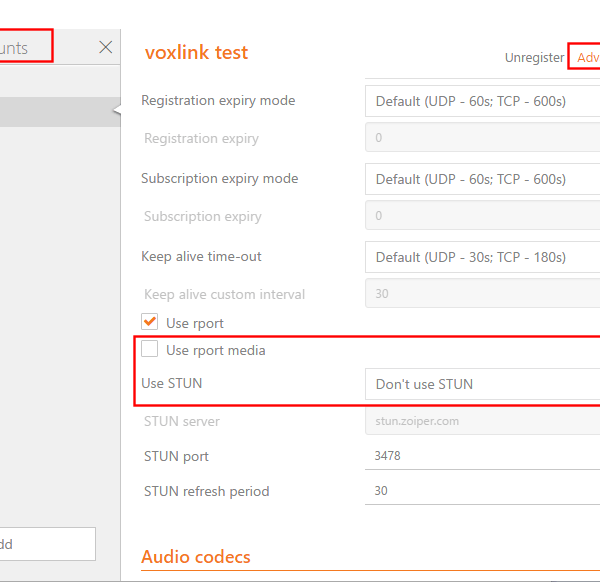 unts
voxlink test
Unregister Adv
Registration expiry mode Default (UDP - 60s; TCP - 600s)
Registration expiry 0
Subscription expiry mode Default (UDP - 60s; TCP - 600s)
Subscription expiry 0
Keep alive time-out Default (UDP - 30s; TCP - 180s)
Keep alive custom interval 30
Use rport
Use rport media
Use STUN Don't use STUN
STUN server stun.zoiper.com
STUN port 3478
STUN refresh period 30
dd
Audio codecs